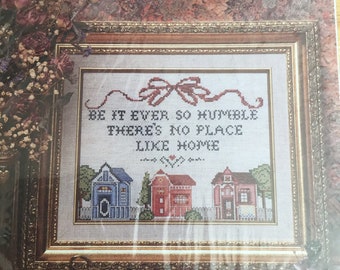 BE IT EVER SO HUMBLE
THERE'S NO PLACE
LIKE HOME